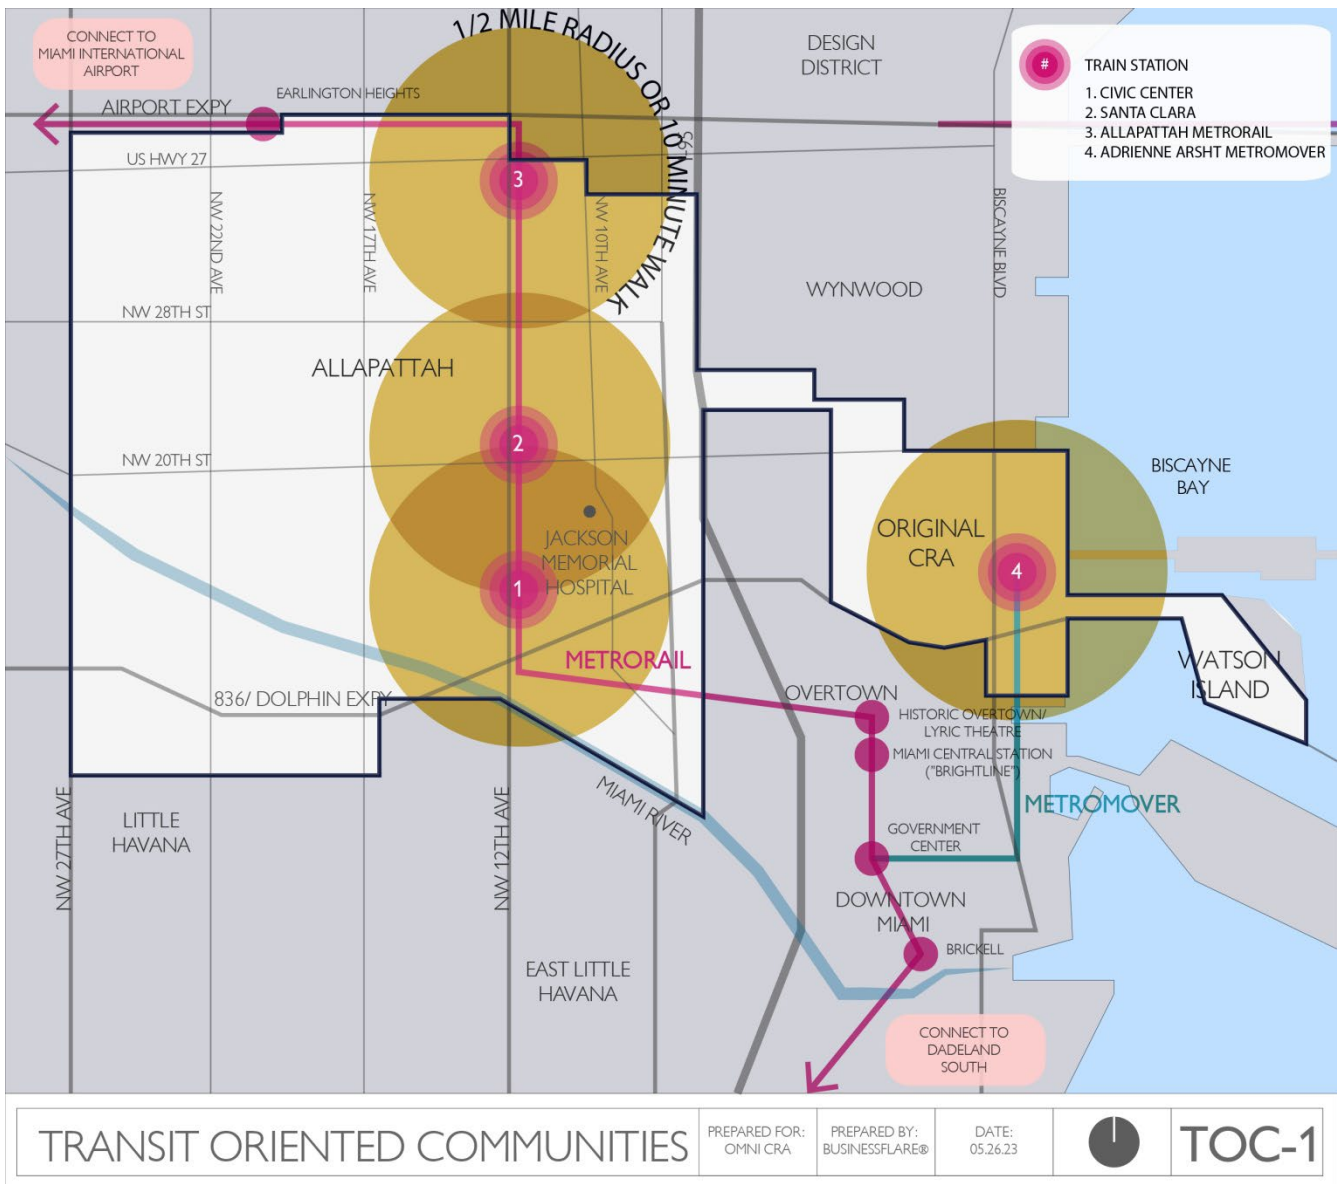 CONNECT TO
MIAMI INTERNATIONAL
AIRPORT
1/2 MILE RADIUS OR 10 MINUTE WALK
DESIGN
DISTRICT
#
TRAIN STATION
1. CIVIC CENTER
2. SANTA CLARA
3. ALLAPATTAH METRORAIL
4. ADRIENNE ARSHT METROMOVER
EARLINGTON HEIGHTS
AIRPORT EXPY
US HWY 27
I-95
3
NW 22ND AVE
NW 17TH AVE
NW 10TH AVE
BISCAYNE BLVD
WYNWOOD
NW 28TH ST
ALLAPATTAH
2
NW 20TH ST
BISCAYNE
BAY
ORIGINAL
CRA
JACKSON
MEMORIAL
HOSPITAL
1
4
METRORAIL
WATSON
ISLAND
836/ DOLPHIN EXPY
OVERTOWN
HISTORIC OVERTOWN/
LYRIC THEATRE
MIAMI CENTRAL STATION
("BRIGHTLINE")
METROMOVER
MIAMI RIVER
NW 27TH AVE
LITTLE
HAVANA
NW 12TH AVE
GOVERNMENT
CENTER
DOWNTOWN
MIAMI
BRICKELL
EAST LITTLE
HAVANA
CONNECT TO
DADELAND
SOUTH
TRANSIT ORIENTED COMMUNITIES
PREPARED FOR:
OMNI CRA
PREPARED BY:
BUSINESSFLARE®
DATE:
05.26.23
TOC-1